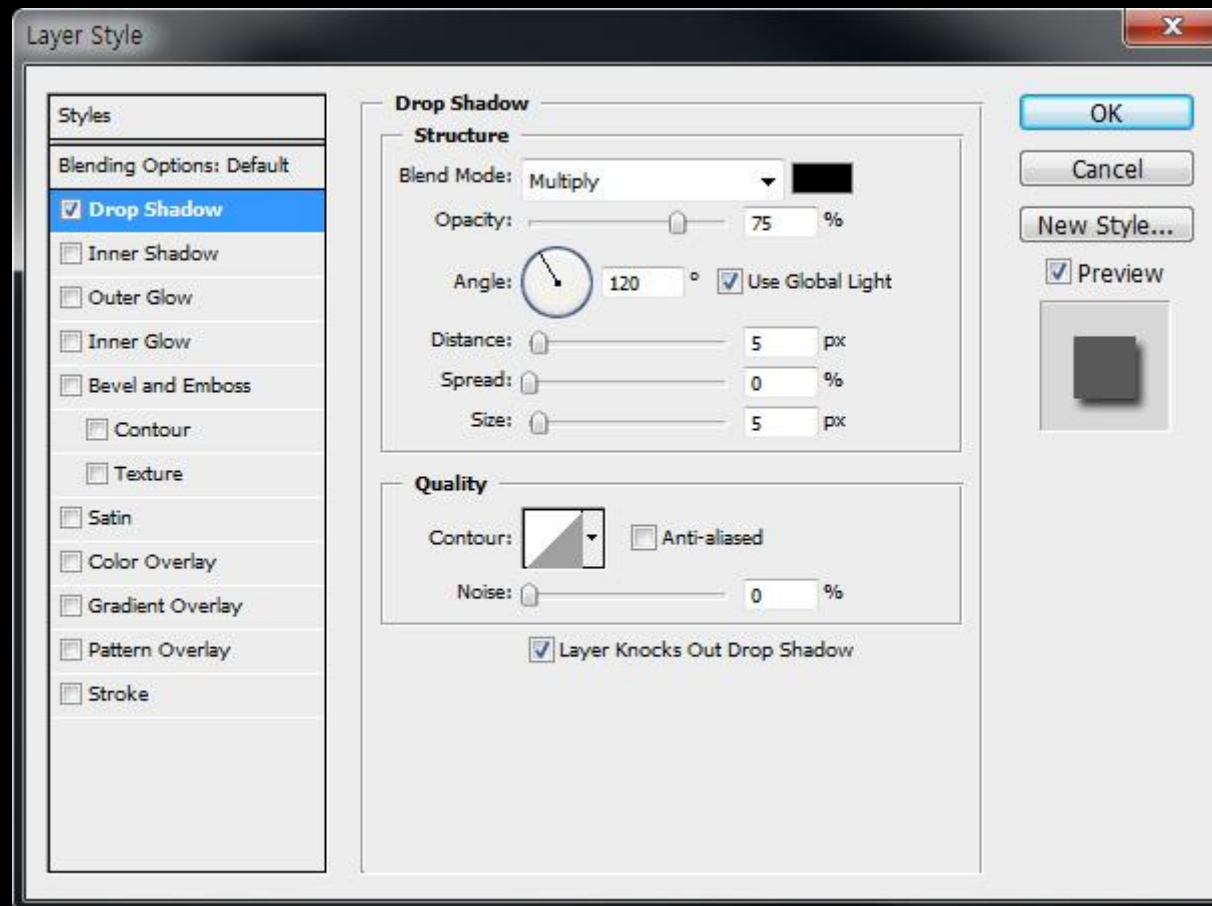 Layer Style
Styles
Blending Options: Default
Drop Shadow
Inner Shadow
Outer Glow
Inner Glow
Bevel and Emboss
Contour
Texture
Satin
Color Overlay
Gradient Overlay
Pattern Overlay
Stroke
Drop Shadow
Structure
Blend Mode: Multiply
Opacity: 75 %
Angle: 120 ° Use Global Light
Distance: 5 px
Spread: 0 %
Size: 5 px
Quality
Contour: Anti-aliased
Noise: 0 %
Layer Knocks Out Drop Shadow
OK
Cancel
New Style...
Preview